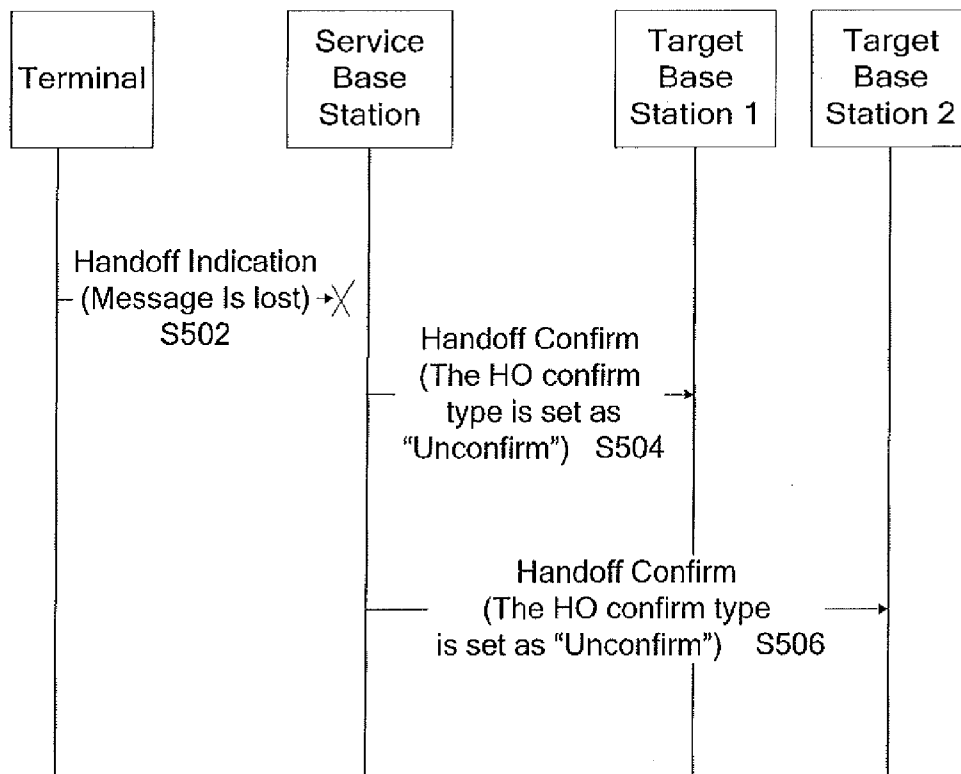 Terminal
Service
Base
Station
Target
Base
Station 1
Target
Base
Station 2
Handoff Indication
(Message Is lost)
S502
Handoff Confirm
(The HO confirm
type is set as
“Unconfirm”) S504
Handoff Confirm
(The HO confirm type
is set as “Unconfirm”) S506